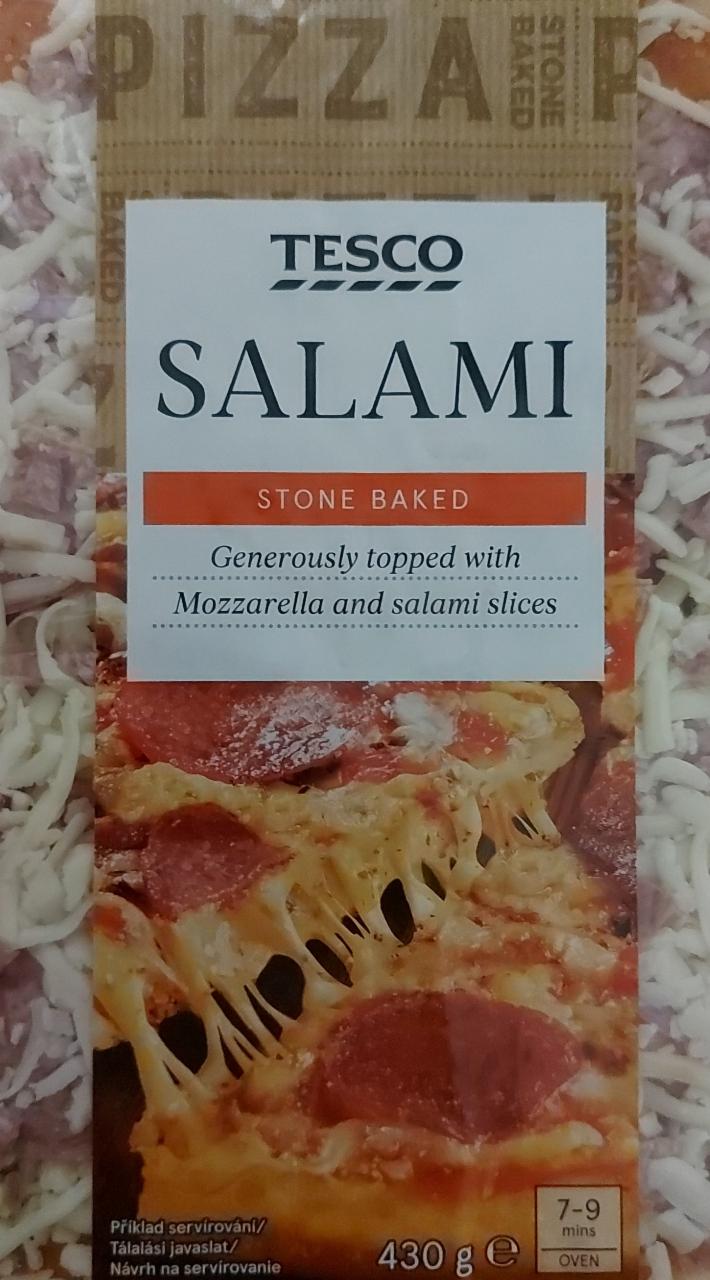 PIZZA STONE BAKED P
BAKED
TESCO
SALAMI
STONE BAKED
Generously topped with
Mozzarella and salami slices
Příklad servírování/
Tálalási javaslat/
Návrh na servírovanie
430 g e
7-9
mins
OVEN